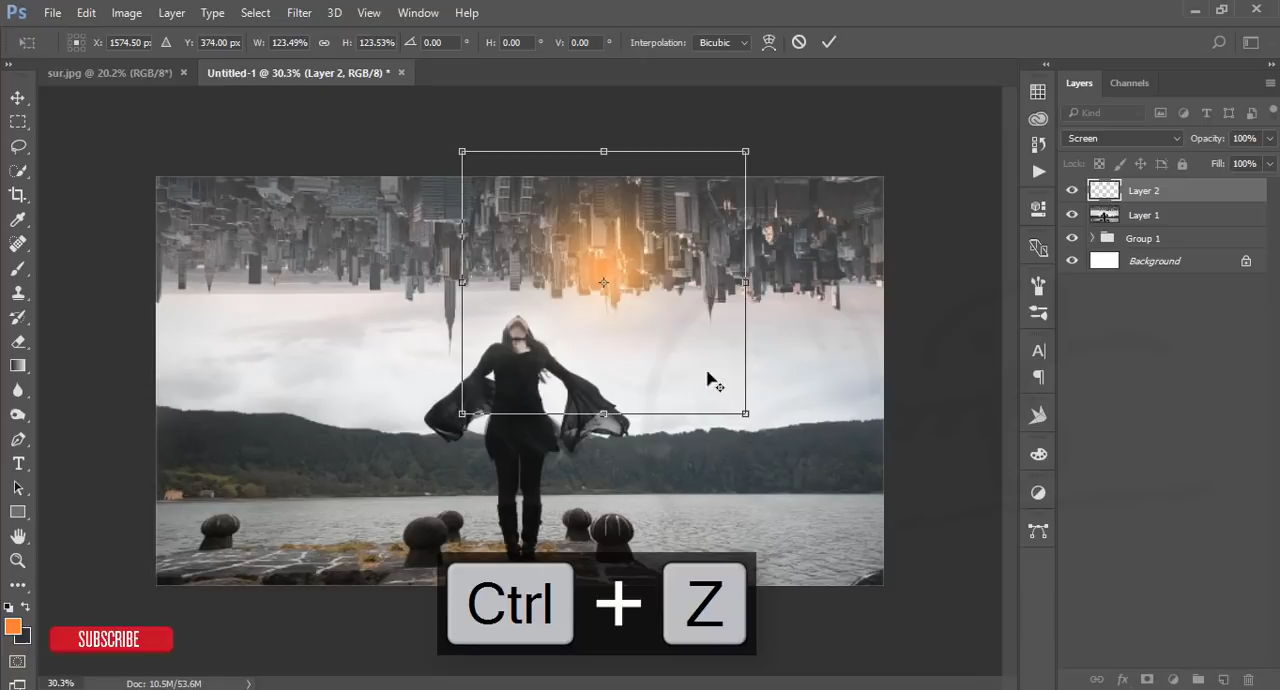 Ps File Edit Image Layer Type Select Filter 3D View Window Help
X: 1574.50 px Y: 374.00 px W: 123.49% H: 123.53% 0.00 ° H: 0.00 ° V: 0.00 ° Interpolation: Bicubic
sur.jpg @ 20.2% (RGB/8*) × Untitled-1 @ 30.3% (Layer 2, RGB/8) * ×
Layers Channels
Kind
Screen Opacity: 100%
Lock: Fill: 100%
Layer 2
Layer 1
Group 1
Background
Ctrl + Z
SUBSCRIBE
30.3% Doc: 10.5M/53.6M